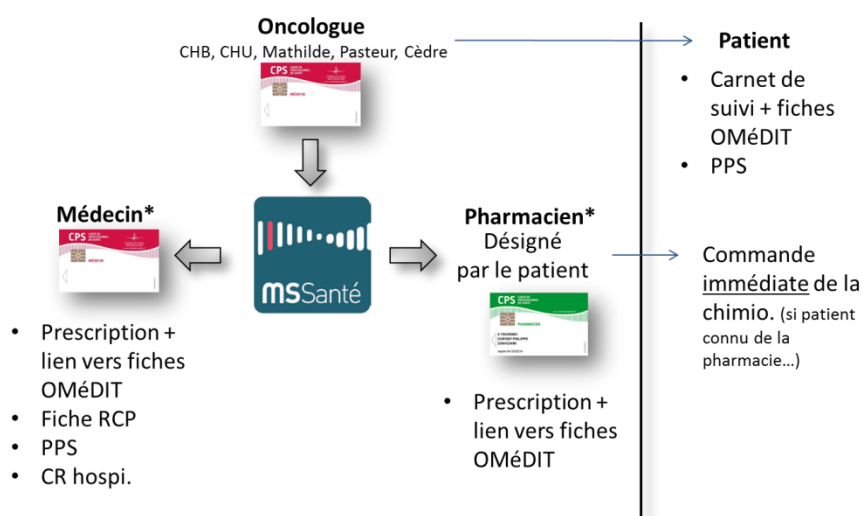 Oncologue
CHB, CHU, Mathilde, Pasteur, Cèdre
CPS
MÉDECIN
Patient
• Carnet de
suivi + fiches
OMéDIT
• PPS
Médecin*
CPS
MÉDECIN
MSSanté
Pharmacien*
Désigné
par le patient
CPS
PHARMACIEN
Commande
immédiate de la
chimio. (si patient
connu de la
pharmacie...)
• Prescription +
lien vers fiches
OMéDIT
• Fiche RCP
• PPS
• CR hospi.
• Prescription +
lien vers fiches
OMéDIT